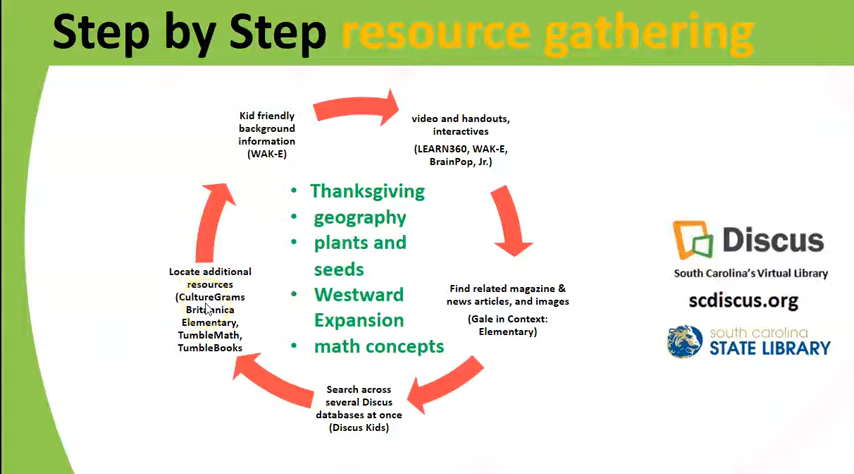 Step by Step resource gathering
Kid friendly
background
information
(WAK-E)
video and handouts,
interactives
(LEARN360, WAK-E,
BrainPop, Jr.)
Find related magazine &
news articles, and images
(Gale in Context:
Elementary)
Search across
several Discus
databases at once
(Discus Kids)
Locate additional
resources
(CultureGrams
Britannica
Elementary,
TumbleMath,
TumbleBooks
• Thanksgiving
• geography
• plants and
seeds
• Westward
Expansion
• math concepts
Discus
South Carolina's Virtual Library
scdiscus.org
south carolina
STATE LIBRARY